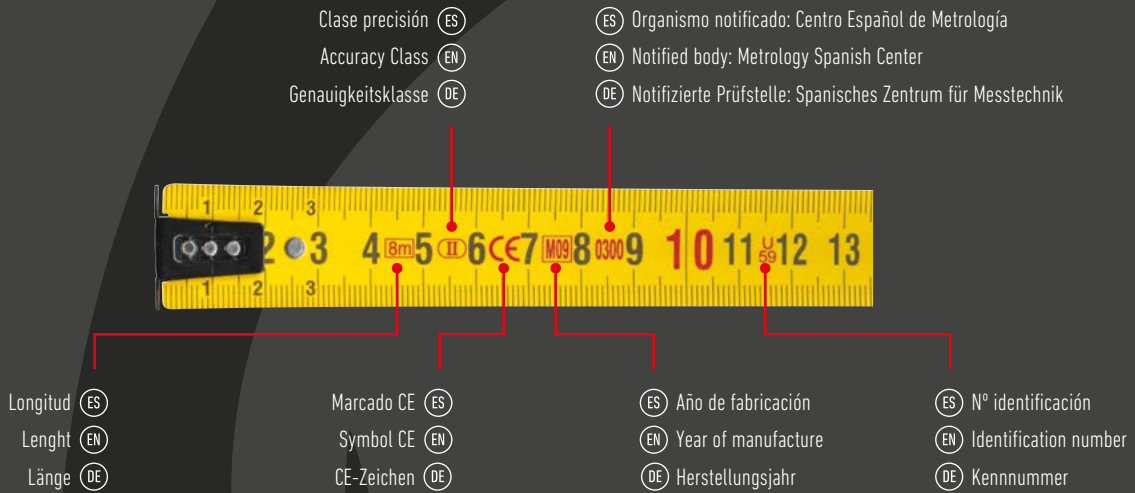 Clase precisión ES
Accuracy Class EN
Genauigkeitsklasse DE
ES Organismo notificado: Centro Español de Metrología
EN Notified body: Metrology Spanish Center
DE Notifizierte Prüfstelle: Spanisches Zentrum für Messtechnik
1 2 3
2 3 4 8m 5 II 6 CE 7 M09 8 0300 9 10 11 U 59 12 13
1 2 3
Longitud ES
Lenght EN
Länge DE
Marcado CE ES
Symbol CE EN
CE-Zeichen DE
ES Año de fabricación
EN Year of manufacture
DE Herstellungsjahr
ES Nº identificación
EN Identification number
DE Kennnummer